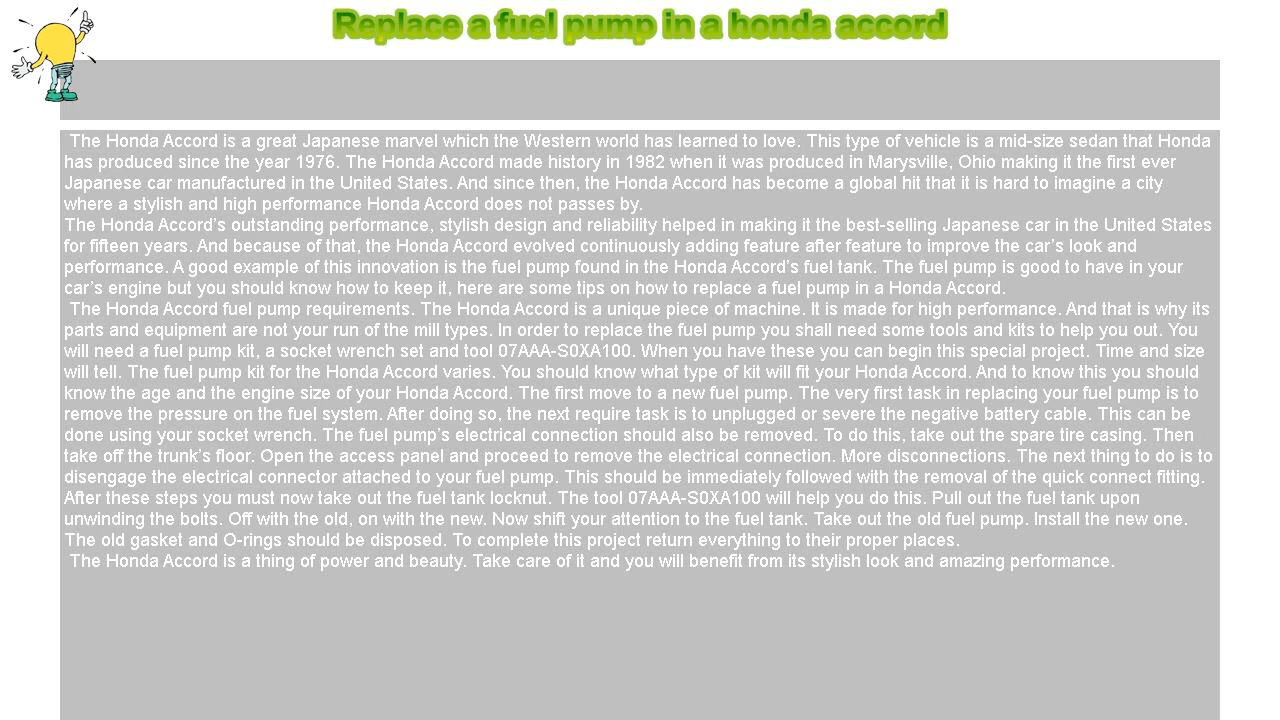 Replace a fuel pump in a honda accord
The Honda Accord is a great Japanese marvel which the Western world has learned to love. This type of vehicle is a mid-size sedan that Honda
has produced since the year 1976. The Honda Accord made history in 1982 when it was produced in Marysville, Ohio making it the first ever
Japanese car manufactured in the United States. And since then, the Honda Accord has become a global hit that it is hard to imagine a city
where a stylish and high performance Honda Accord does not passes by.
The Honda Accord’s outstanding performance, stylish design and reliability helped in making it the best-selling Japanese car in the United States
for fifteen years. And because of that, the Honda Accord evolved continuously adding feature after feature to improve the car’s look and
performance. A good example of this innovation is the fuel pump found in the Honda Accord’s fuel tank. The fuel pump is good to have in your
car’s engine but you should know how to keep it, here are some tips on how to replace a fuel pump in a Honda Accord.
The Honda Accord fuel pump requirements. The Honda Accord is a unique piece of machine. It is made for high performance. And that is why its
parts and equipment are not your run of the mill types. In order to replace the fuel pump you shall need some tools and kits to help you out. You
will need a fuel pump kit, a socket wrench set and tool 07AAA-S0XA100. When you have these you can begin this special project. Time and size
will tell. The fuel pump kit for the Honda Accord varies. You should know what type of kit will fit your Honda Accord. And to know this you should
know the age and the engine size of your Honda Accord. The first move to a new fuel pump. The very first task in replacing your fuel pump is to
remove the pressure on the fuel system. After doing so, the next require task is to unplugged or severe the negative battery cable. This can be
done using your socket wrench. The fuel pump’s electrical connection should also be removed. To do this, take out the spare tire casing. Then
take off the trunk’s floor. Open the access panel and proceed to remove the electrical connection. More disconnections. The next thing to do is to
disengage the electrical connector attached to your fuel pump. This should be immediately followed with the removal of the quick connect fitting.
After these steps you must now take out the fuel tank locknut. The tool 07AAA-S0XA100 will help you do this. Pull out the fuel tank upon
unwinding the bolts. Off with the old, on with the new. Now shift your attention to the fuel tank. Take out the old fuel pump. Install the new one.
The old gasket and O-rings should be disposed. To complete this project return everything to their proper places.
The Honda Accord is a thing of power and beauty. Take care of it and you will benefit from its stylish look and amazing performance.